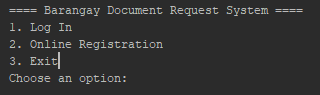 ==== Barangay Document Request System ====
1. Log In
2. Online Registration
3. Exit
Choose an option: